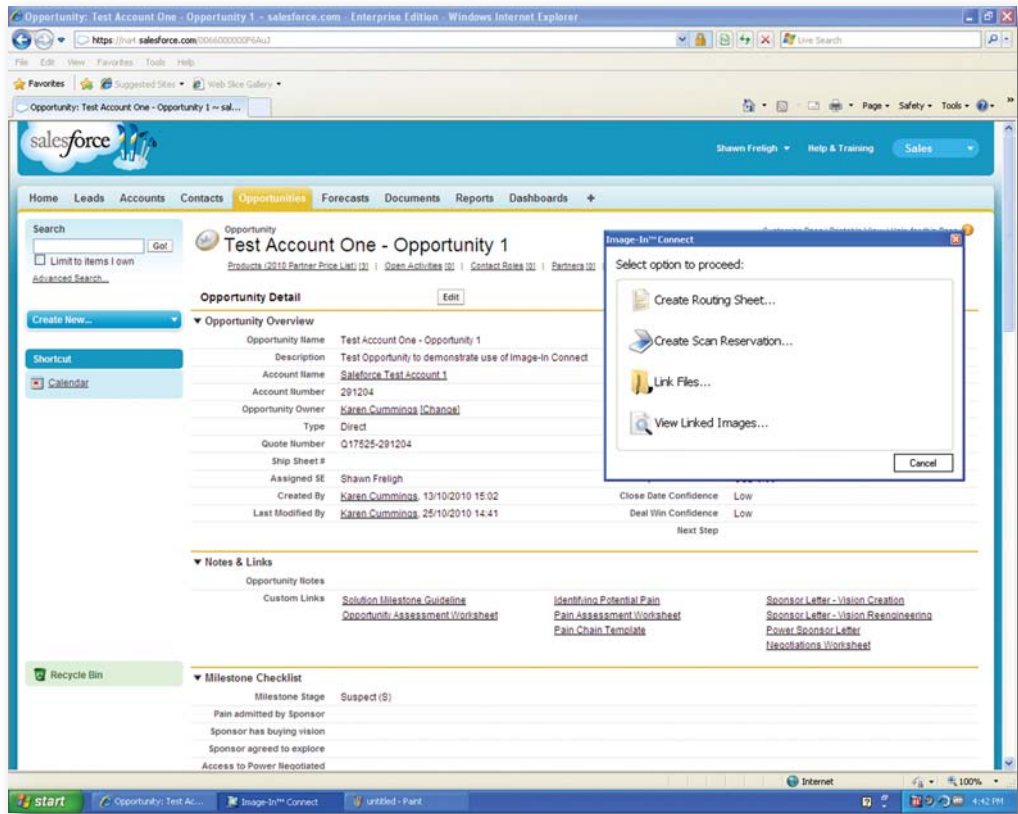 Opportunity: Test Account One - Opportunity 1 ~ salesforce.com - Enterprise Edition - Windows Internet Explorer
https://na4.salesforce.com/
Live Search
File Edit View Favorites Tools Help
Favorites Suggested Sites Web Slice Gallery
Opportunity: Test Account One - Opportunity 1 ~ sal...
Page Safety Tools
salesforce
Shawn Freligh Help & Training Sales
Home Leads Accounts Contacts Opportunities Forecasts Documents Reports Dashboards +
Search
Go!
Limit to items I own
Advanced Search...
Create New...
Shortcut
Calendar
Recycle Bin
Opportunity
Test Account One - Opportunity 1
Products (2010 Partner Price List) [3] | Open Activities [0] | Contact Roles [0] | Partners [0]
Opportunity Detail Edit
Opportunity Overview
Opportunity Name Test Account One - Opportunity 1
Description Test Opportunity to demonstrate use of Image-In Connect
Account Name Saleforce Test Account 1
Account Number 291204
Opportunity Owner Karen Cummings [Change]
Type Direct
Quote Number Q17525-291204
Ship Sheet #
Assigned SE Shawn Freligh
Created By Karen Cummings, 13/10/2010 15:02 Close Date Confidence Low
Last Modified By Karen Cummings, 25/10/2010 14:41 Deal Win Confidence Low
Next Step
Image-In™ Connect
Select option to proceed:
Create Routing Sheet...
Create Scan Reservation...
Link Files...
View Linked Images...
Cancel
Notes & Links
Opportunity Notes
Custom Links Solution Milestone Guideline Identifying Potential Pain Sponsor Letter - Vision Creation
Opportunity Assessment Worksheet Pain Assessment Worksheet Sponsor Letter - Vision Reengineering
Pain Chain Template Power Sponsor Letter
Negotiations Worksheet
Milestone Checklist
Milestone Stage Suspect (S)
Pain admitted by Sponsor
Sponsor has buying vision
Sponsor agreed to explore
Access to Power Negotiated
Internet 100%
start Opportunity: Test Ac... Image-In™ Connect untitled - Paint 4:42 PM